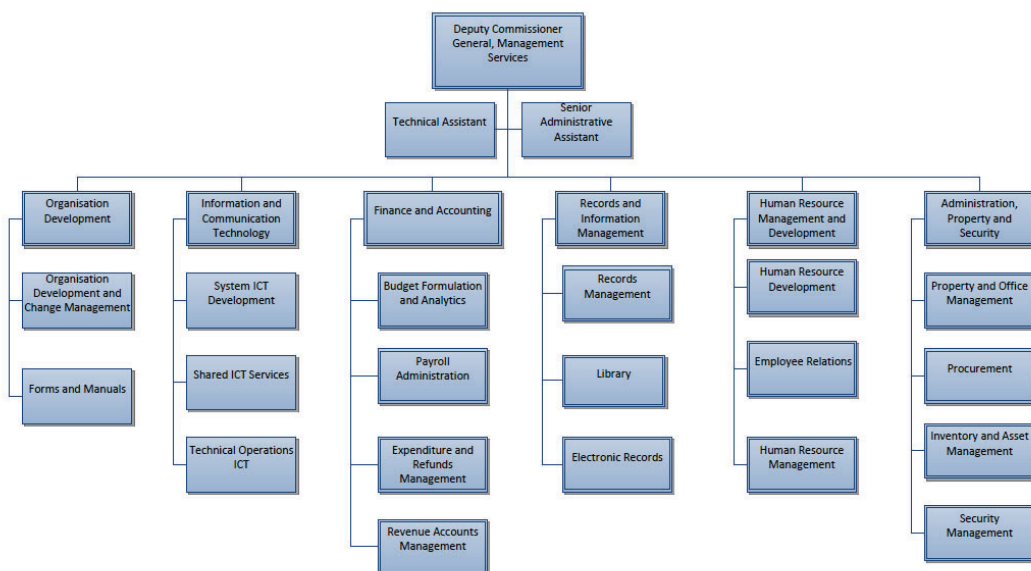 Deputy Commissioner
General, Management
Services
Technical Assistant
Senior
Administrative
Assistant
Organisation
Development
Information and
Communication
Technology
Finance and Accounting
Records and
Information
Management
Human Resource
Management and
Development
Administration,
Property and
Security
Organisation
Development and
Change Management
System ICT
Development
Budget Formulation
and Analytics
Records
Management
Human Resource
Development
Property and Office
Management
Forms and Manuals
Shared ICT Services
Payroll
Administration
Library
Employee Relations
Procurement
Technical Operations
ICT
Expenditure and
Refunds
Management
Electronic Records
Human Resource
Management
Inventory and Asset
Management
Revenue Accounts
Management
Security
Management